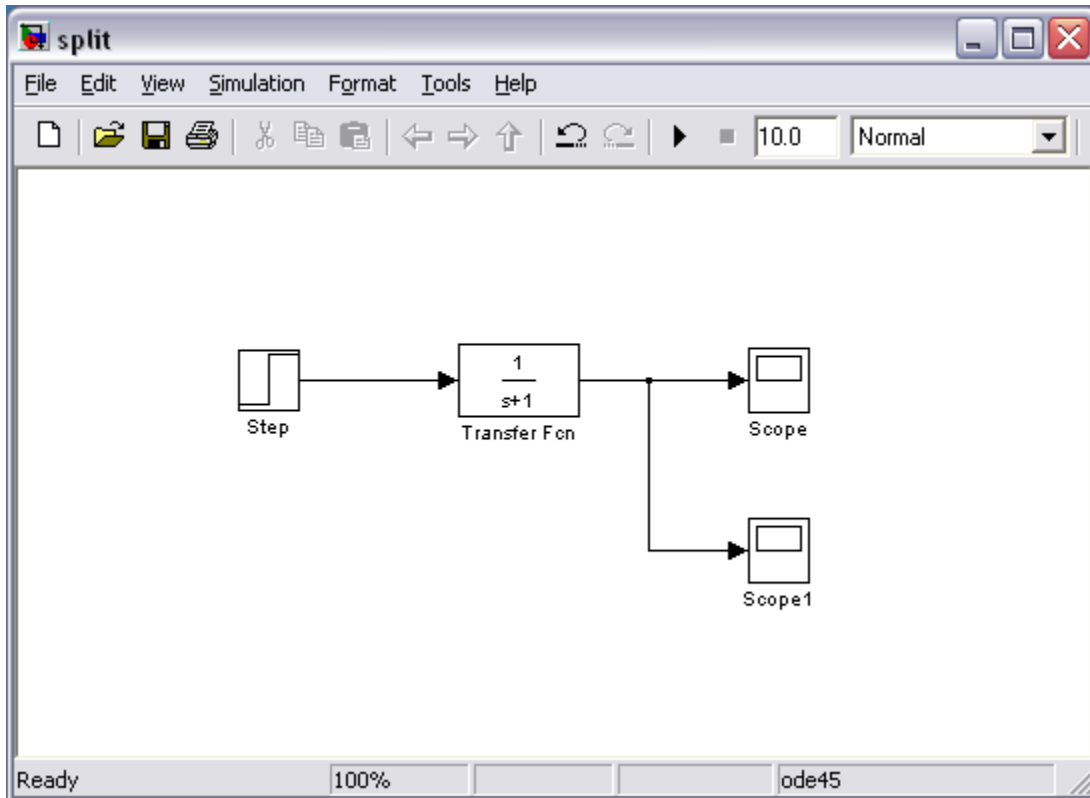 split
File Edit View Simulation Format Tools Help
10.0 Normal
Step
1
s+1
Transfer Fcn
Scope
Scope1
Ready 100% ode45